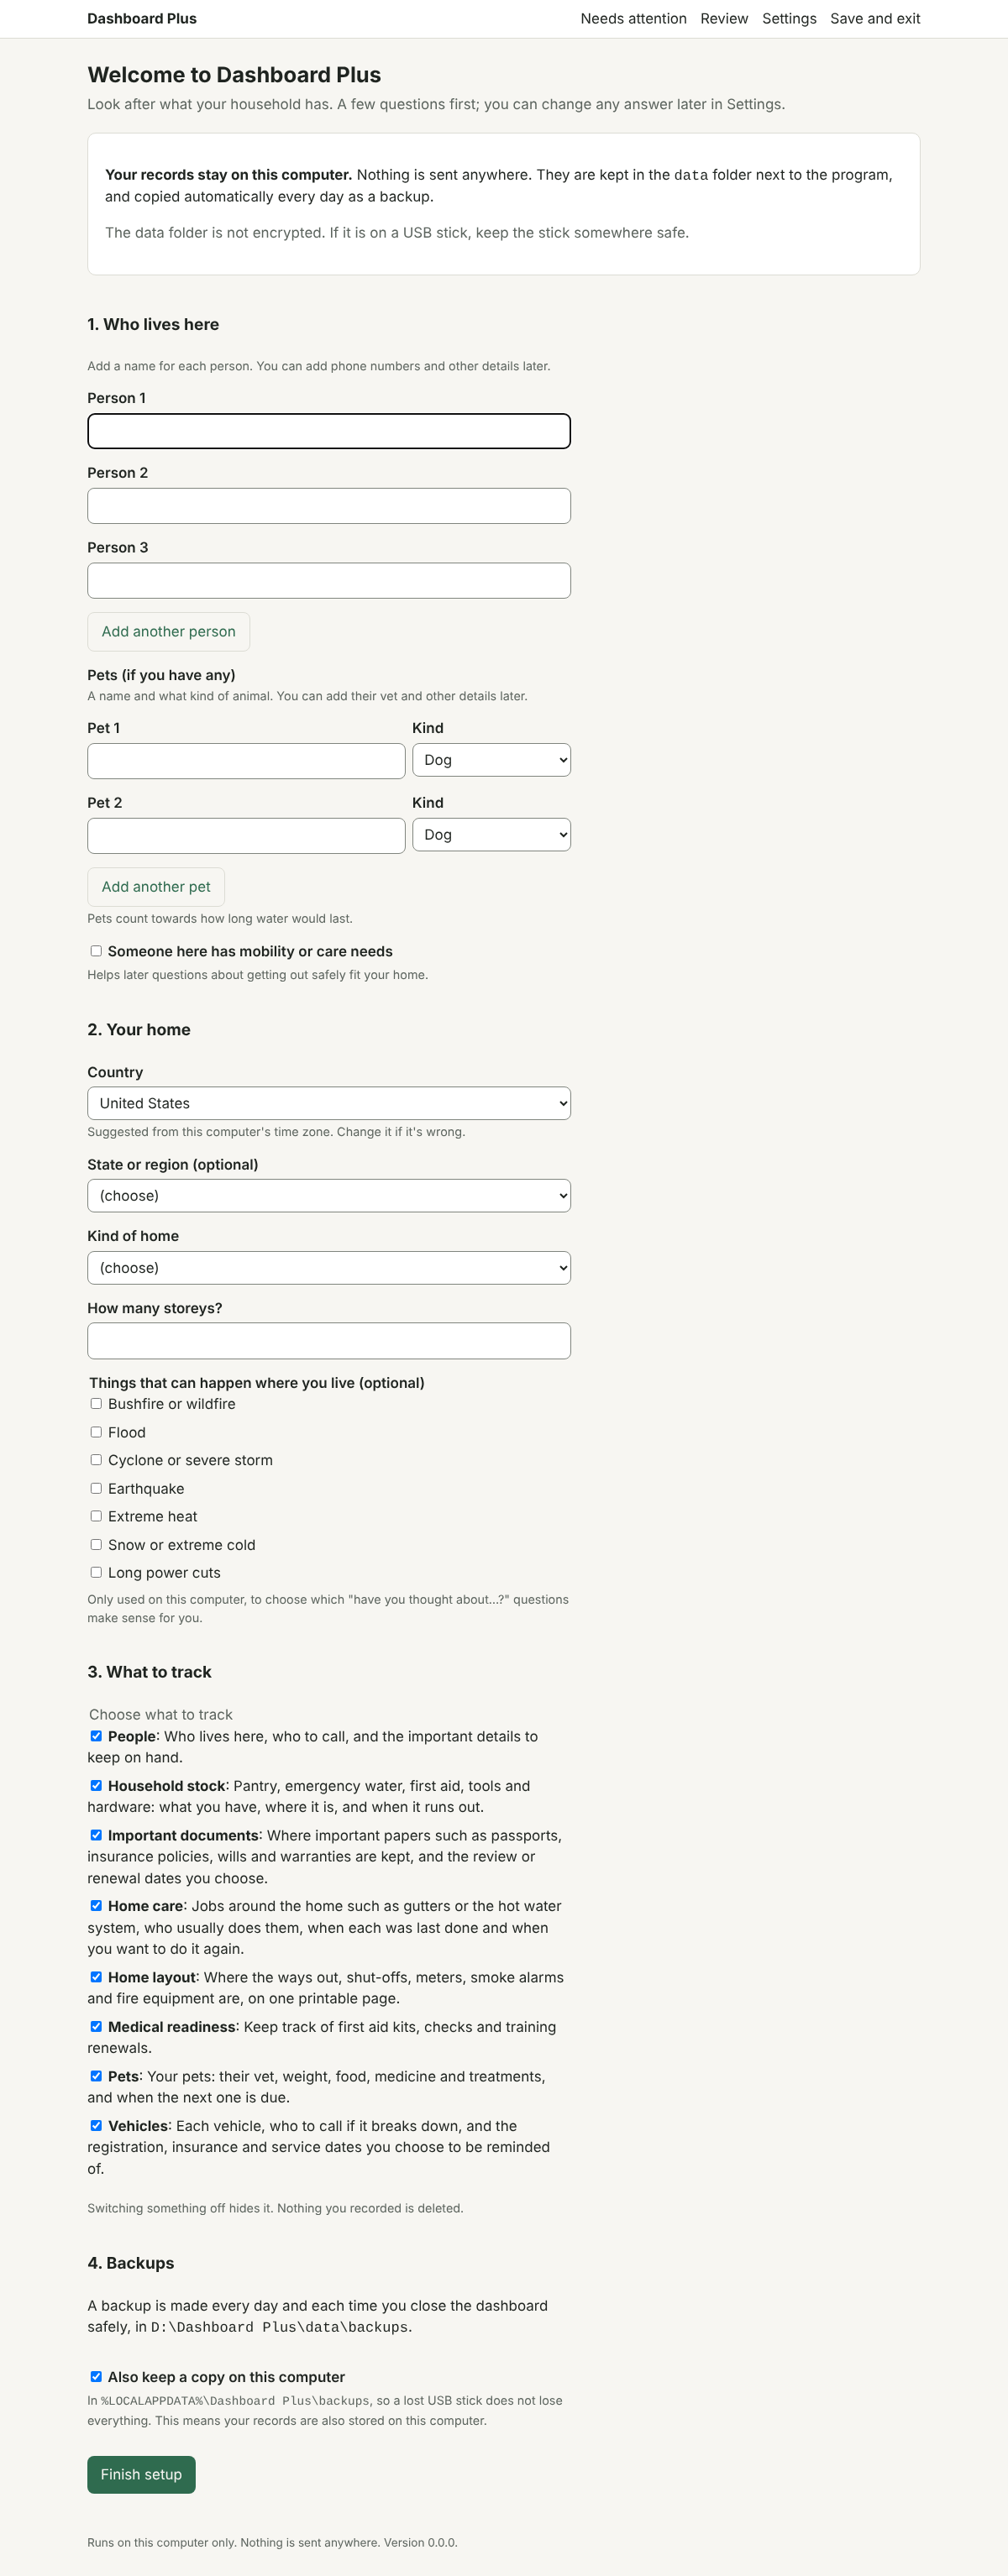 Dashboard Plus
Needs attention Review Settings Save and exit
Welcome to Dashboard Plus
Look after what your household has. A few questions first; you can change any answer later in Settings.
Your records stay on this computer. Nothing is sent anywhere. They are kept in the data folder next to the program,
and copied automatically every day as a backup.
The data folder is not encrypted. If it is on a USB stick, keep the stick somewhere safe.
1. Who lives here
Add a name for each person. You can add phone numbers and other details later.
Person 1
Person 2
Person 3
Add another person
Pets (if you have any)
A name and what kind of animal. You can add their vet and other details later.
Pet 1 Kind
Dog
Pet 2 Kind
Dog
Add another pet
Pets count towards how long water would last.
Someone here has mobility or care needs
Helps later questions about getting out safely fit your home.
2. Your home
Country
United States
Suggested from this computer's time zone. Change it if it's wrong.
State or region (optional)
(choose)
Kind of home
(choose)
How many storeys?
Things that can happen where you live (optional)
Bushfire or wildfire
Flood
Cyclone or severe storm
Earthquake
Extreme heat
Snow or extreme cold
Long power cuts
Only used on this computer, to choose which "have you thought about...?" questions
make sense for you.
3. What to track
Choose what to track
People: Who lives here, who to call, and the important details to
keep on hand.
Household stock: Pantry, emergency water, first aid, tools and
hardware: what you have, where it is, and when it runs out.
Important documents: Where important papers such as passports,
insurance policies, wills and warranties are kept, and the review or
renewal dates you choose.
Home care: Jobs around the home such as gutters or the hot water
system, who usually does them, when each was last done and when
you want to do it again.
Home layout: Where the ways out, shut-offs, meters, smoke alarms
and fire equipment are, on one printable page.
Medical readiness: Keep track of first aid kits, checks and training
renewals.
Pets: Your pets: their vet, weight, food, medicine and treatments,
and when the next one is due.
Vehicles: Each vehicle, who to call if it breaks down, and the
registration, insurance and service dates you choose to be reminded
of.
Switching something off hides it. Nothing you recorded is deleted.
4. Backups
A backup is made every day and each time you close the dashboard
safely, in D:\Dashboard Plus\data\backups.
Also keep a copy on this computer
In %LOCALAPPDATA%\Dashboard Plus\backups, so a lost USB stick does not lose
everything. This means your records are also stored on this computer.
Finish setup
Runs on this computer only. Nothing is sent anywhere. Version 0.0.0.